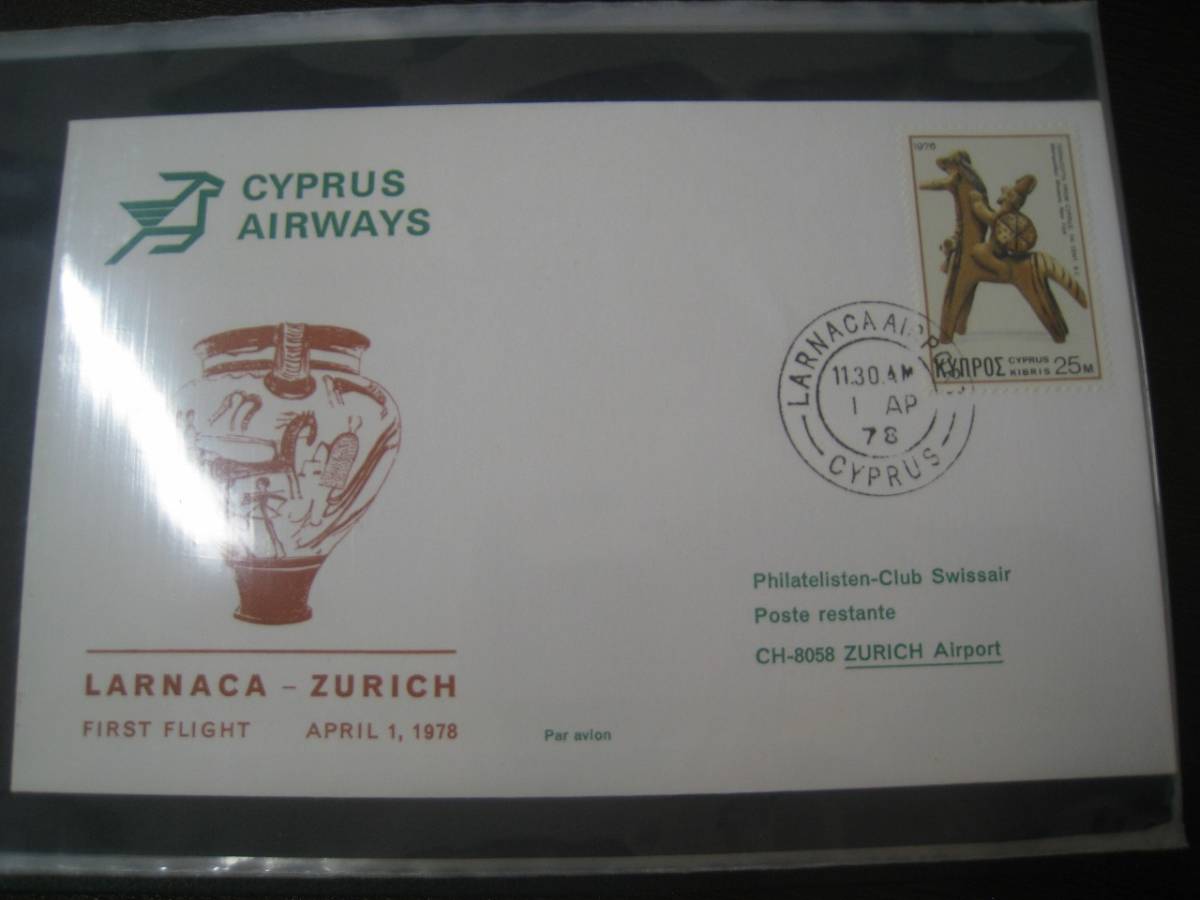 CYPRUS
AIRWAYS
1976
ΚΥΠΡΟΣ
CYPRUS
KIBRIS
25M
LARNACA AIRPO
11.30 AM
1 AP
78
CYPRUS
Philatelisten-Club Swissair
Poste restante
CH-8058 ZURICH Airport
LARNACA – ZURICH
FIRST FLIGHT APRIL 1, 1978
Par avion